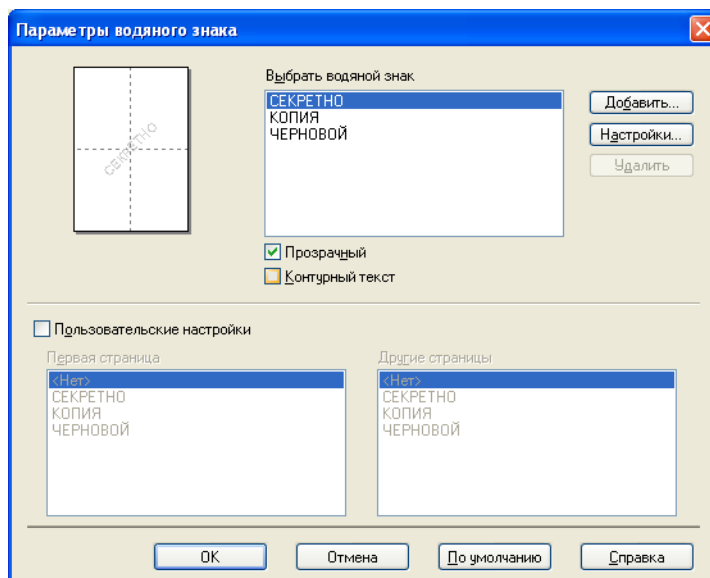 Параметры водяного знака
Выбрать водяной знак
СЕКРЕТНО
СЕКРЕТНО
КОПИЯ
ЧЕРНОВОЙ
Добавить...
Настройки...
Удалить
Прозрачный
Контурный текст
Пользовательские настройки
Первая страница
<Нет>
СЕКРЕТНО
КОПИЯ
ЧЕРНОВОЙ
Другие страницы
<Нет>
СЕКРЕТНО
КОПИЯ
ЧЕРНОВОЙ
OK
Отмена
По умолчанию
Справка